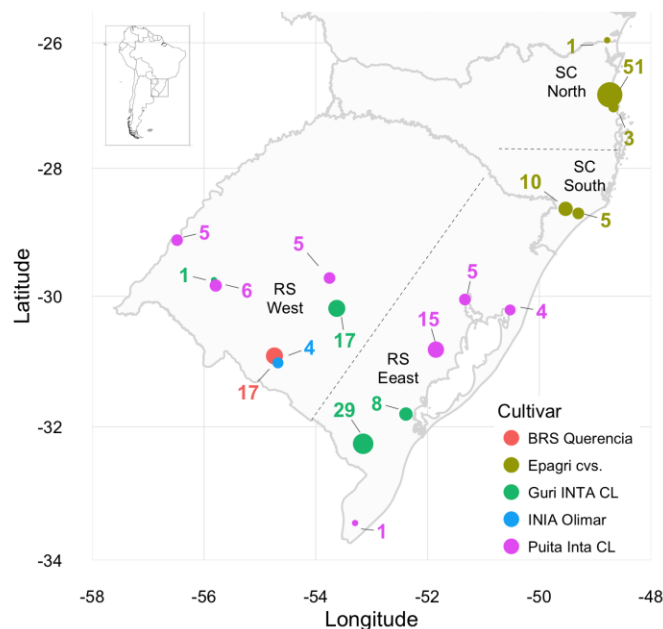 -26
1
51
SC
North
3
-28
10
SC
South
5
5
5
1
6
RS
West
5
-30
17
15
4
4
17
RS
Eeast
8
29
-32
Cultivar
BRS Querencia
Epagri cvs.
Guri INTA CL
INIA Olimar
Puita Inta CL
1
-34
-58
-56
-54
-52
-50
-48
Longitude
Latitude